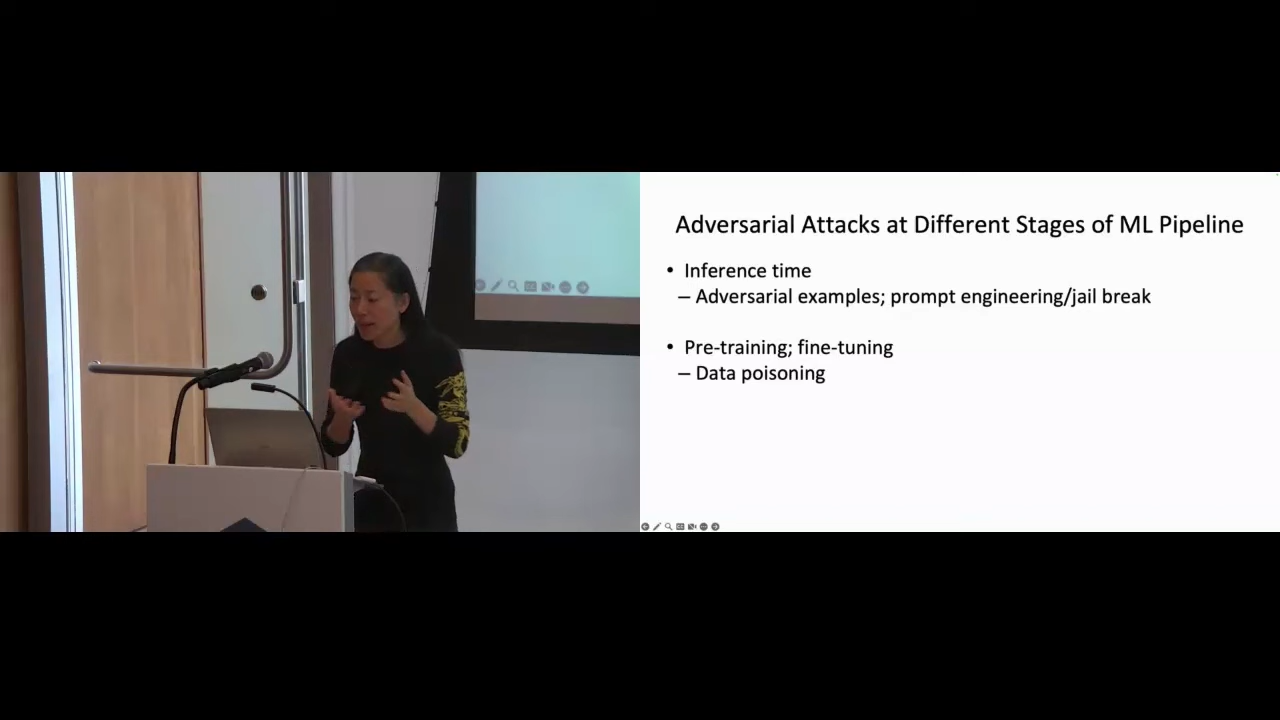 Adversarial Attacks at Different Stages of ML Pipeline
• Inference time
– Adversarial examples; prompt engineering/jail break
• Pre-training; fine-tuning
– Data poisoning